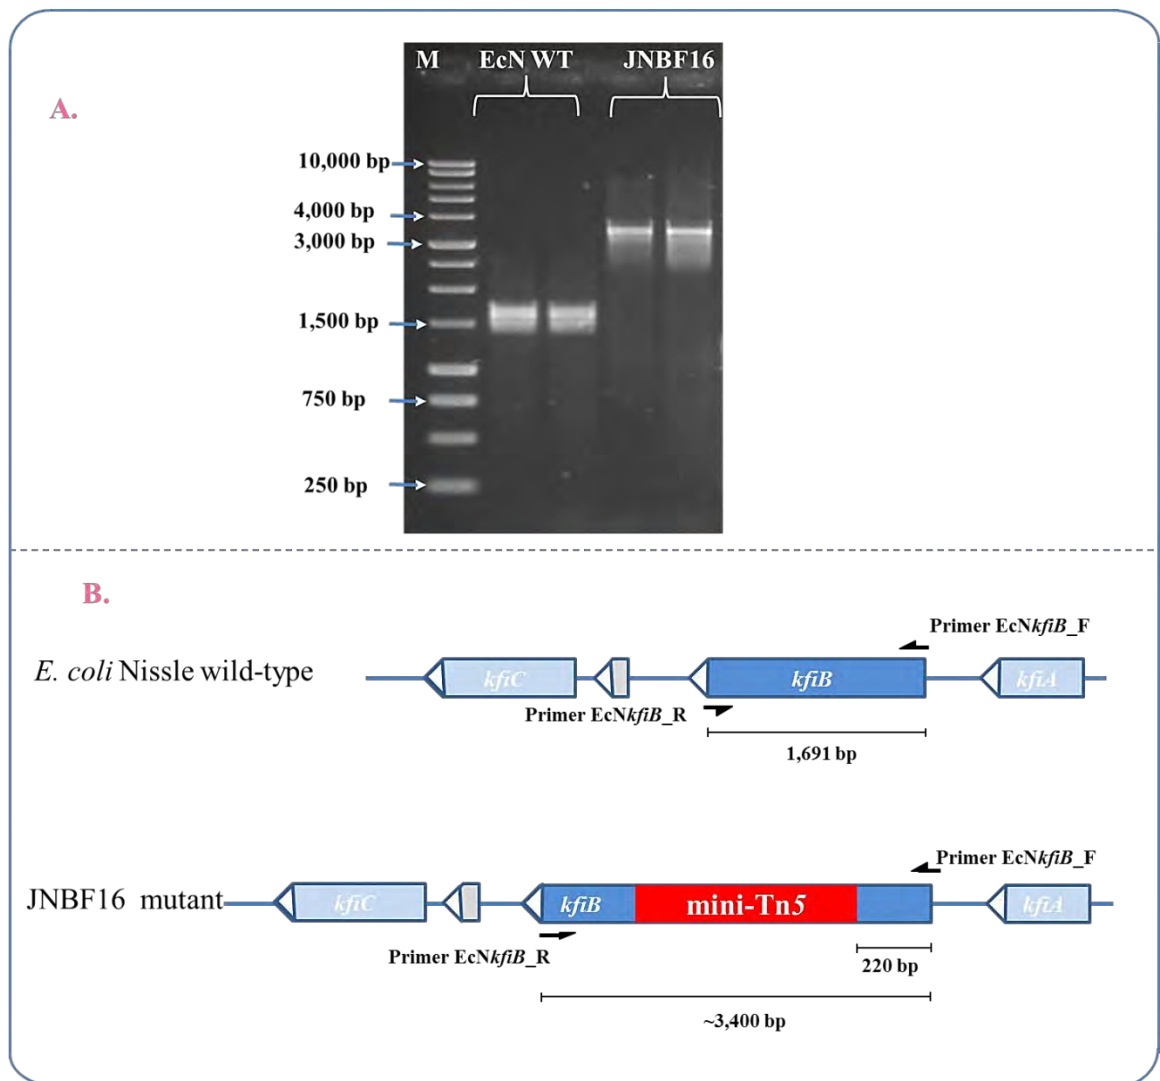 A.
M EcN WT JNBF16
10,000 bp
4,000 bp
3,000 bp
1,500 bp
750 bp
250 bp
B.
Primer EcNkfiB_F
E. coli Nissle wild-type
kfiC
kfiB
kfiA
Primer EcNkfiB_R
1,691 bp
Primer EcNkfiB_F
JNBF16 mutant
kfiC
kfiB
mini-Tn5
kfiA
Primer EcNkfiB_R
220 bp
~3,400 bp